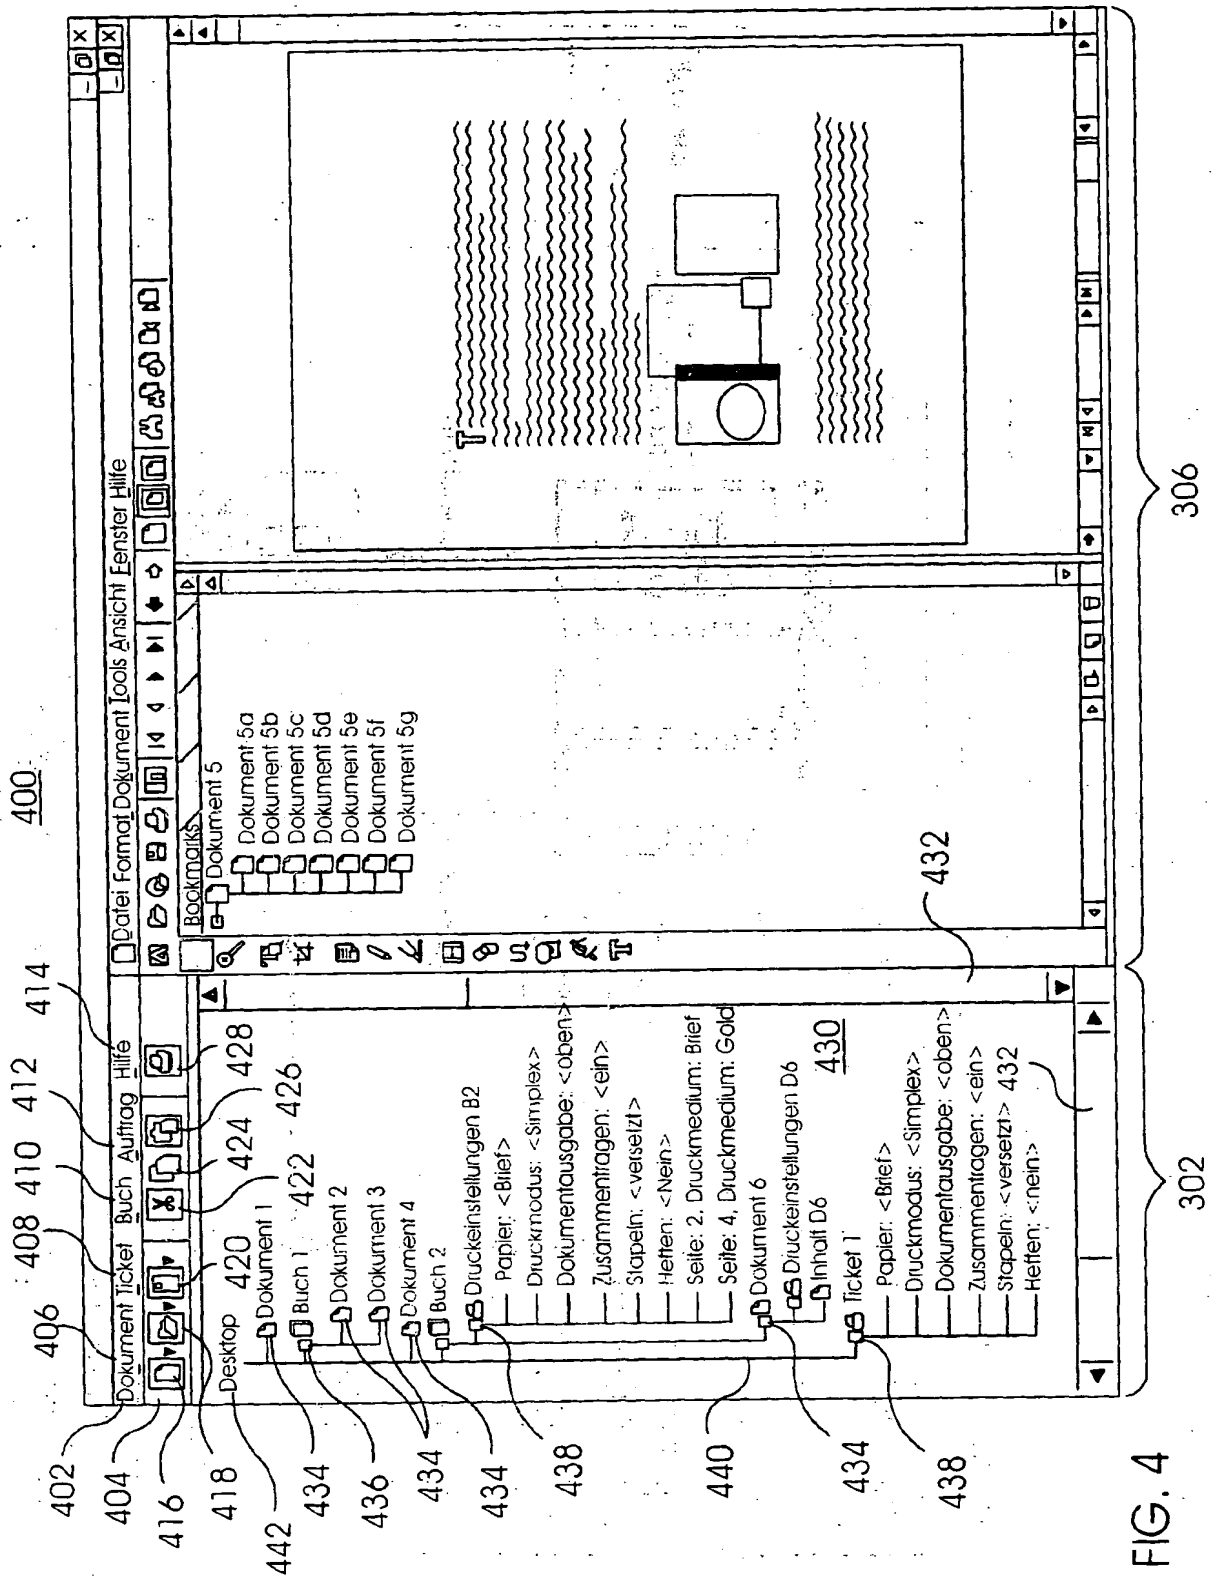 400
402
404
406
408
410
412
414
Dokument Ticket Buch Auftrag Hilfe
Datei Format Dokument Tools Ansicht Fenster Hilfe
416
418
420
422
424
426
428
442
Desktop
Dokument 1
434
Buch 1
436
Dokument 2
Dokument 3
434
Dokument 4
434
Buch 2
Druckeinstellungen B2
438
Papier: <Brief>
Druckmodus: <Simplex>
Dokumentausgabe: <oben>
Zusammentragen: <ein>
Stapeln: <versetzt>
Heften: <Nein>
Seite: 2, Druckmedium: Brief
Seite: 4, Druckmedium: Gold
440
Dokument 6
434
Druckeinstellungen D6
Inhalt D6
430
Ticket 1
438
Papier: <Brief>
Druckmodus: <Simplex>
Dokumentausgabe: <oben>
Zusammentragen: <ein>
Stapeln: <versetzt>
Heften: <nein>
432
432
Bookmarks
Dokument 5
Dokument 5a
Dokument 5b
Dokument 5c
Dokument 5d
Dokument 5e
Dokument 5f
Dokument 5g
T
T
302
306
FIG. 4